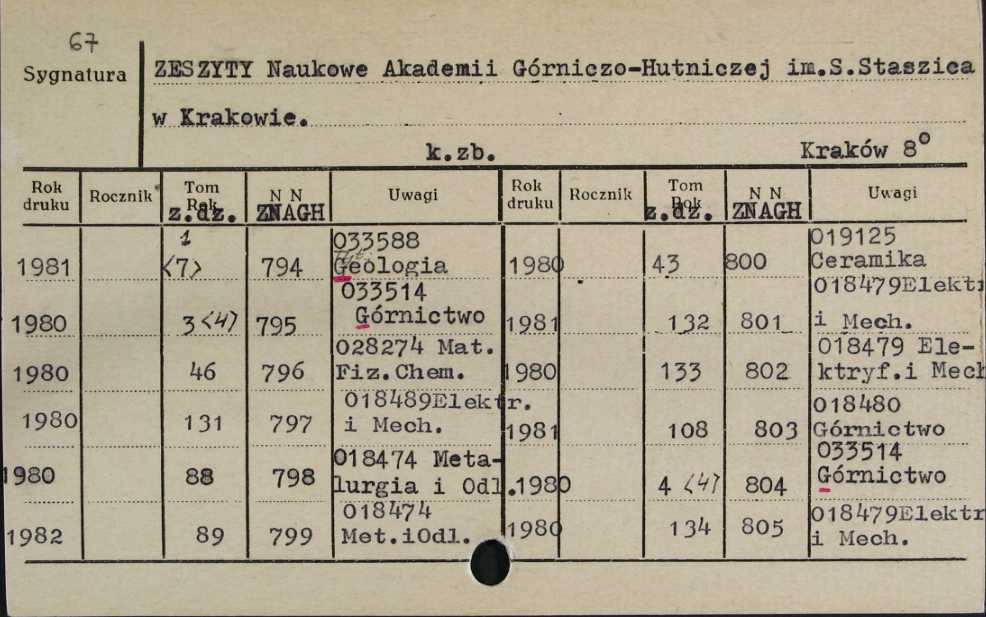 67
Sygnatura
ZESZYTY Naukowe Akademii Górniczo-Hutniczej im.S.Staszica
w Krakowie.
k.zb. Kraków 8°
Rok druku Rocznik Tom Rok z.dz. N N ZNAGH Uwagi Rok druku Rocznik Tom Rok z.dz. N N ZNAGH Uwagi
1981 1 <7> 794 033588 Geologia
1980 3 <4> 795 033514 Górnictwo
1980 46 796 028274 Mat. Fiz.Chem.
1980 131 797 018489Elektr. i Mech.
1980 88 798 018474 Meta-
lurgia i Odl.
1982 89 799 018474 Met.iOdl.
1980 43 800 019125 Ceramika
1981 132 801 018479Elektr i Mech.
1980 133 802 018479 Ele-
ktryf.i Mech
1981 108 803 018480 Górnictwo
1980 4 <4> 804 033514 Górnictwo
1980 134 805 018479Elektr i Mech.